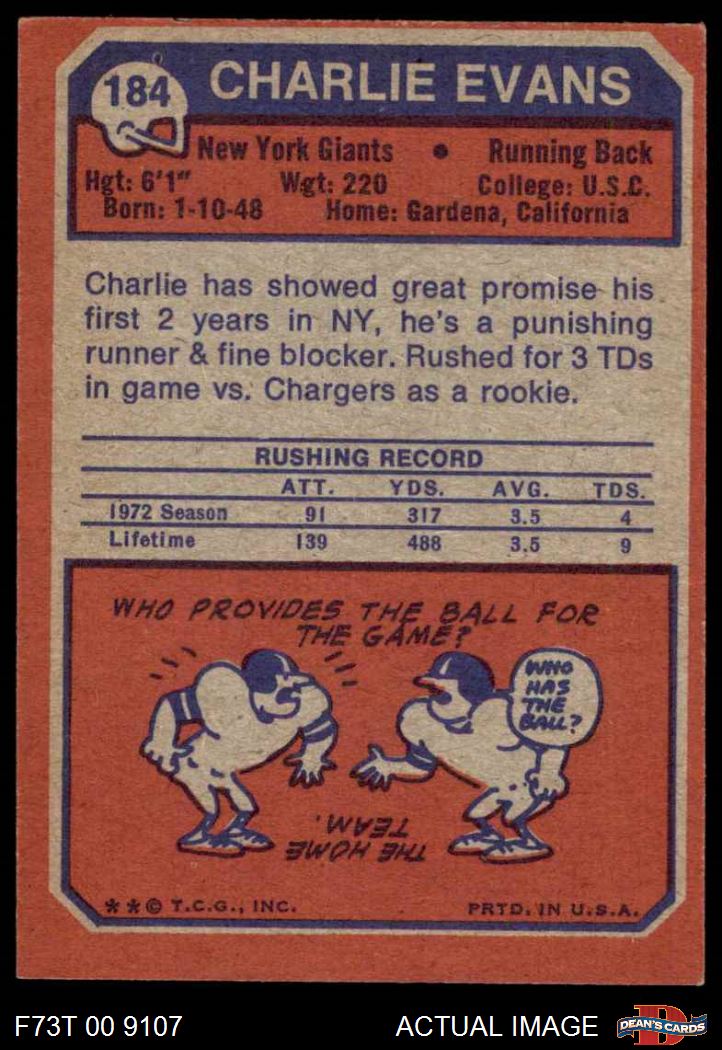 184
CHARLIE EVANS
New York Giants • Running Back
Hgt: 6'1" Wgt: 220 College: U.S.C.
Born: 1-10-48 Home: Gardena, California
Charlie has showed great promise his
first 2 years in NY, he's a punishing
runner & fine blocker. Rushed for 3 TDs
in game vs. Chargers as a rookie.
RUSHING RECORD
ATT. YDS. AVG. TDS.
1972 Season 91 317 3.5 4
Lifetime 139 488 3.5 9
WHO PROVIDES THE BALL FOR
THE GAME?
WHO
HAS
THE
BALL?
THE HOME
TEAM.
** © T.C.G., INC. PRTD. IN U.S.A.
F73T 00 9107 ACTUAL IMAGE
D
DEAN'S CARDS